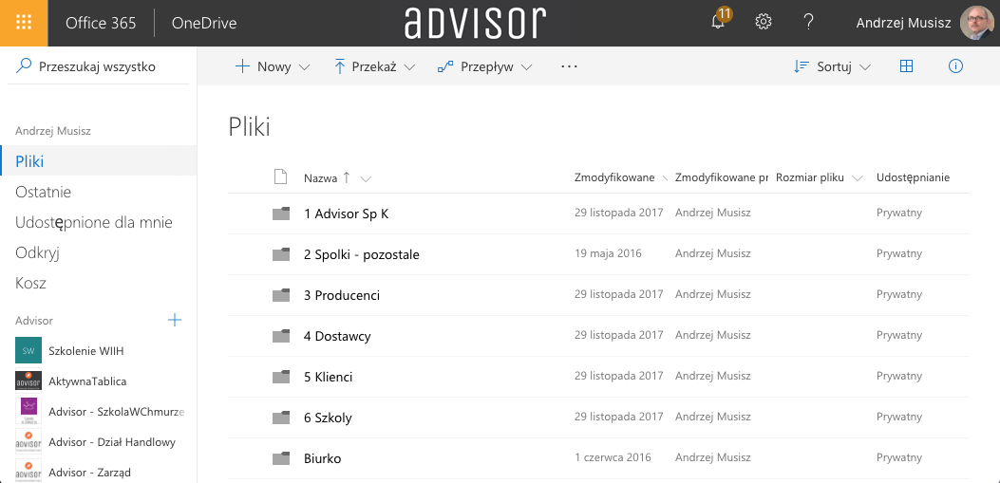 Office 365 OneDrive ADVISOR 11 ? Andrzej Musisz
Przeszukaj wszystko
Nowy Przekaż Przepływ ... Sortuj
Andrzej Musisz
Pliki
Ostatnie
Udostępnione dla mnie
Odkryj
Kosz
Advisor +
SW Szkolenie WIIH
ADVISOR AktywnaTablica
Advisor - SzkolaWChmurze
ADVISOR Advisor - Dział Handlowy
ADVISOR Advisor - Zarząd
Pliki
Nazwa ↑ Zmodyfikowane Zmodyfikowane pr Rozmiar pliku Udostępnianie
1 Advisor Sp K 29 listopada 2017 Andrzej Musisz Prywatny
2 Spolki - pozostale 19 maja 2016 Andrzej Musisz Prywatny
3 Producenci 29 listopada 2017 Andrzej Musisz Prywatny
4 Dostawcy 29 listopada 2017 Andrzej Musisz Prywatny
5 Klienci 29 listopada 2017 Andrzej Musisz Prywatny
6 Szkoly 29 listopada 2017 Andrzej Musisz Prywatny
Biurko 1 czerwca 2016 Andrzej Musisz Prywatny